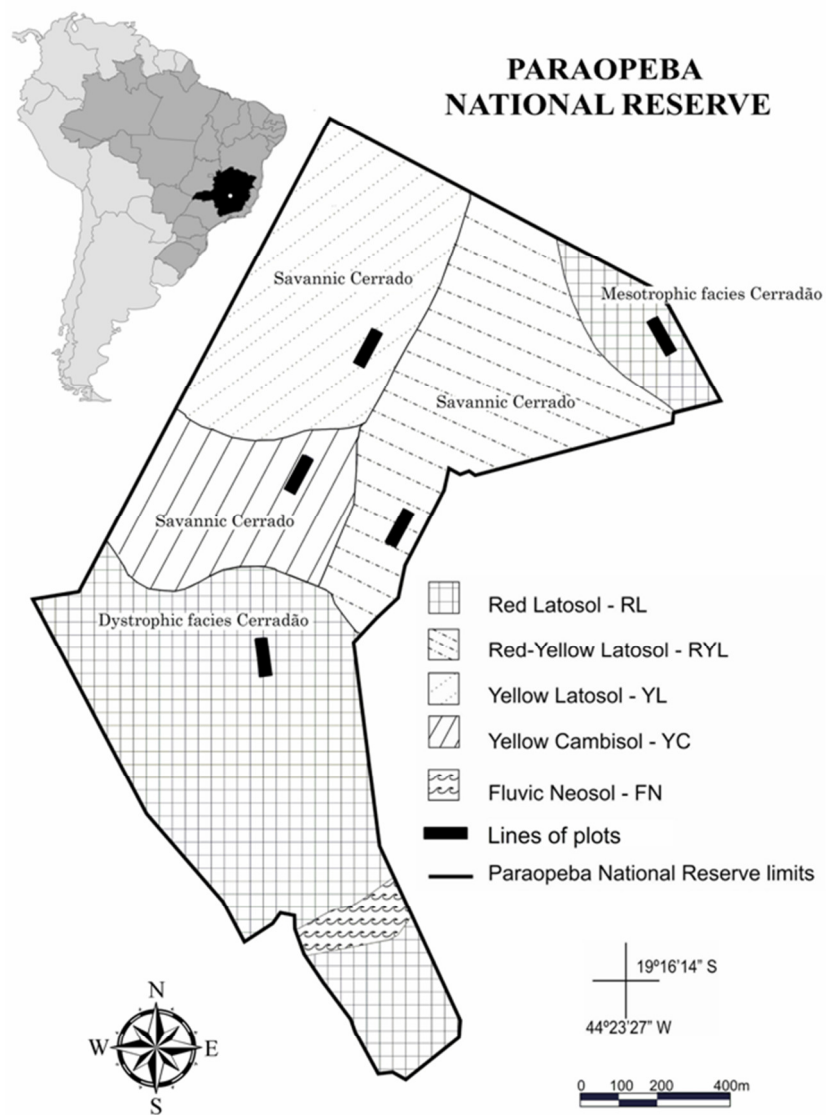 PARAOPEBA
NATIONAL RESERVE
Savannic Cerrado
Mesotrophic facies Cerradão
Savannic Cerrado
Savannic Cerrado
Dystrophic facies Cerradão
Red Latosol - RL
Red-Yellow Latosol - RYL
Yellow Latosol - YL
Yellow Cambisol - YC
Fluvic Neosol - FN
Lines of plots
Paraopeba National Reserve limits
19º16'14" S
44º23'27" W
N
W E
S
0 100 200 400m